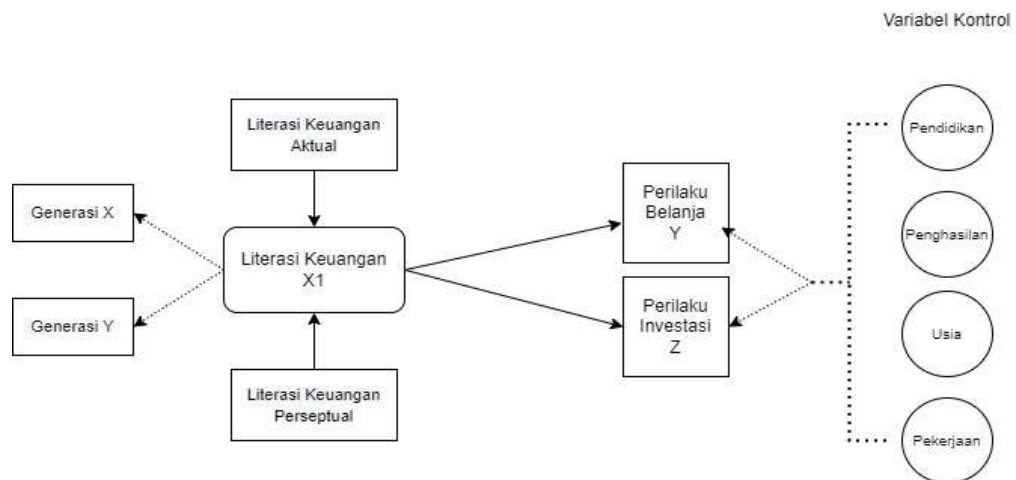 Variabel Kontrol
Literasi Keuangan
Aktual
Pendidikan
Generasi X
Perilaku
Belanja
Y
Penghasilan
Literasi Keuangan
X1
Generasi Y
Perilaku
Investasi
Z
Usia
Literasi Keuangan
Perseptual
Pekerjaan